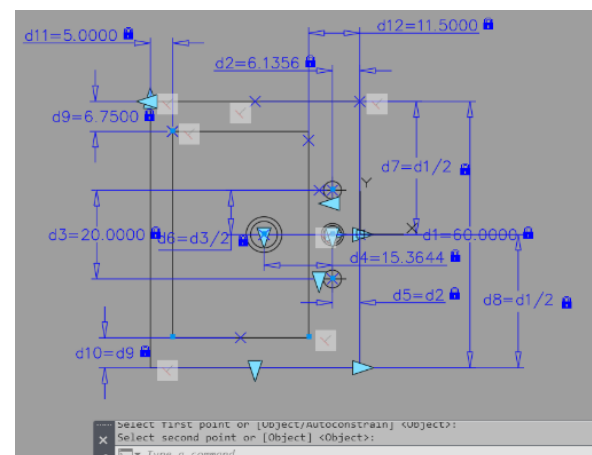 d12=11.5000
d11=5.0000
d2=6.1356
d9=6.7500
d7=d1/2
Y
X
d3=20.0000
d6=d3/2
d1=60.0000
d4=15.3644
d5=d2
d8=d1/2
d10=d9
Select first point or [Object/Autoconstrain] <Object>:
Select second point or [Object] <Object>:
Type a command